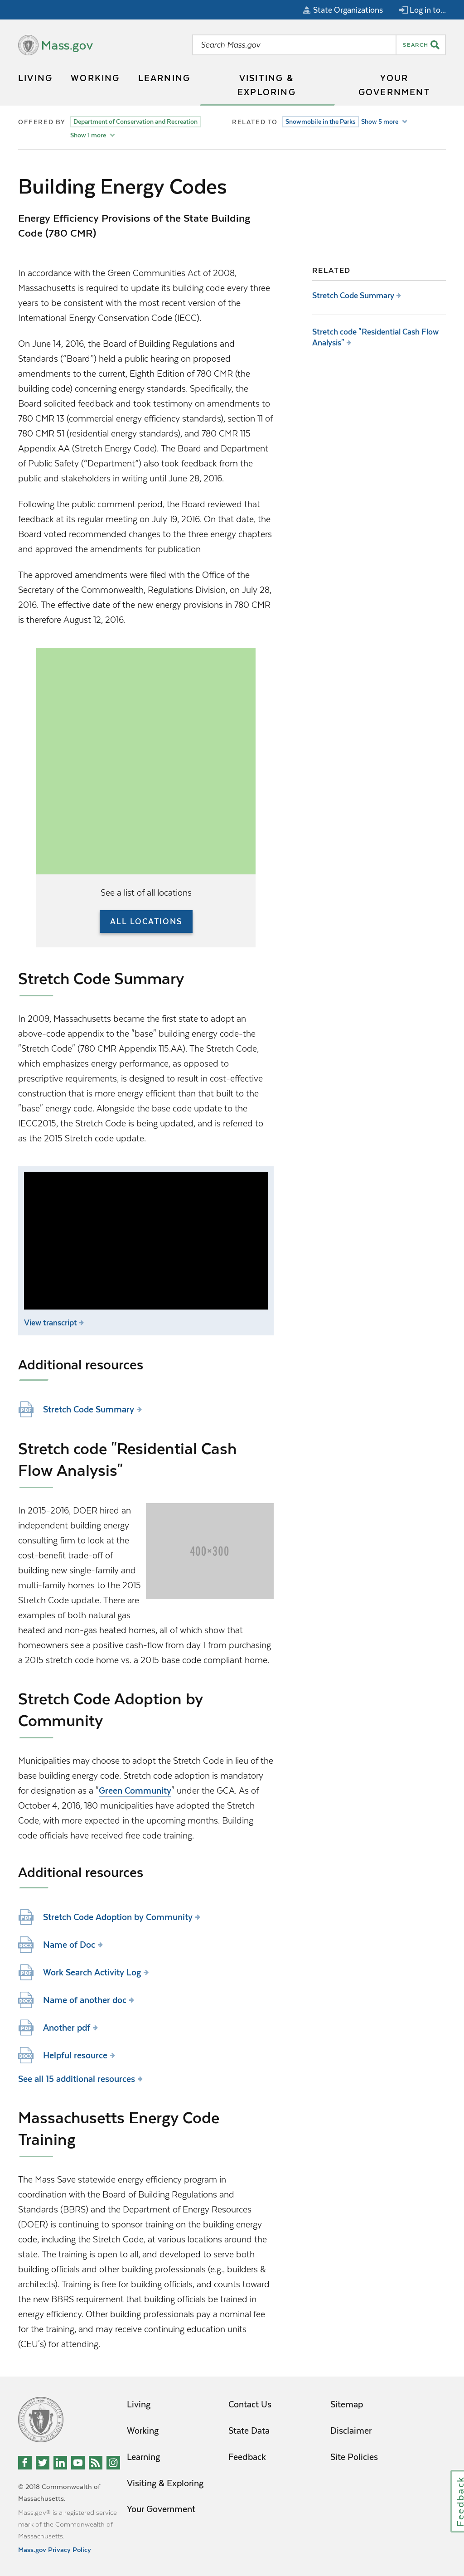 State Organizations
Log in to...
Mass.gov
Search Mass.gov
SEARCH
LIVING
WORKING
LEARNING
VISITING &
EXPLORING
YOUR
GOVERNMENT
OFFERED BY
Department of Conservation and Recreation
Show 1 more
RELATED TO
Snowmobile in the Parks
Show 5 more
Building Energy Codes
Energy Efficiency Provisions of the State Building
Code (780 CMR)
In accordance with the Green Communities Act of 2008,
Massachusetts is required to update its building code every three
years to be consistent with the most recent version of the
International Energy Conservation Code (IECC).
On June 14, 2016, the Board of Building Regulations and
Standards ("Board") held a public hearing on proposed
amendments to the current, Eighth Edition of 780 CMR (the
building code) concerning energy standards. Specifically, the
Board solicited feedback and took testimony on amendments to
780 CMR 13 (commercial energy efficiency standards), section 11 of
780 CMR 51 (residential energy standards), and 780 CMR 115
Appendix AA (Stretch Energy Code). The Board and Department
of Public Safety ("Department") also took feedback from the
public and stakeholders in writing until June 28, 2016.
Following the public comment period, the Board reviewed that
feedback at its regular meeting on July 19, 2016. On that date, the
Board voted recommended changes to the three energy chapters
and approved the amendments for publication
The approved amendments were filed with the Office of the
Secretary of the Commonwealth, Regulations Division, on July 28,
2016. The effective date of the new energy provisions in 780 CMR
is therefore August 12, 2016.
RELATED
Stretch Code Summary
Stretch code "Residential Cash Flow
Analysis"
See a list of all locations
ALL LOCATIONS
Stretch Code Summary
In 2009, Massachusetts became the first state to adopt an
above-code appendix to the "base" building energy code-the
"Stretch Code" (780 CMR Appendix 115.AA). The Stretch Code,
which emphasizes energy performance, as opposed to
prescriptive requirements, is designed to result in cost-effective
construction that is more energy efficient than that built to the
"base" energy code. Alongside the base code update to the
IECC2015, the Stretch Code is being updated, and is referred to
as the 2015 Stretch code update.
View transcript
Additional resources
PDF
Stretch Code Summary
Stretch code "Residential Cash
Flow Analysis"
In 2015-2016, DOER hired an
independent building energy
consulting firm to look at the
cost-benefit trade-off of
building new single-family and
multi-family homes to the 2015
Stretch Code update. There are
examples of both natural gas
heated and non-gas heated homes, all of which show that
homeowners see a positive cash-flow from day 1 from purchasing
a 2015 stretch code home vs. a 2015 base code compliant home.
400×300
Stretch Code Adoption by
Community
Municipalities may choose to adopt the Stretch Code in lieu of the
base building energy code. Stretch code adoption is mandatory
for designation as a "Green Community" under the GCA. As of
October 4, 2016, 180 municipalities have adopted the Stretch
Code, with more expected in the upcoming months. Building
code officials have received free code training.
Additional resources
PDF
Stretch Code Adoption by Community
DOCX
Name of Doc
PDF
Work Search Activity Log
DOCX
Name of another doc
PDF
Another pdf
DOCX
Helpful resource
See all 15 additional resources
Massachusetts Energy Code
Training
The Mass Save statewide energy efficiency program in
coordination with the Board of Building Regulations and
Standards (BBRS) and the Department of Energy Resources
(DOER) is continuing to sponsor training on the building energy
code, including the Stretch Code, at various locations around the
state. The training is open to all, and developed to serve both
building officials and other building professionals (e.g., builders &
architects). Training is free for building officials, and counts toward
the new BBRS requirement that building officials be trained in
energy efficiency. Other building professionals pay a nominal fee
for the training, and may receive continuing education units
(CEU's) for attending.
Living
Working
Learning
Visiting & Exploring
Your Government
Contact Us
State Data
Feedback
Sitemap
Disclaimer
Site Policies
© 2018 Commonwealth of
Massachusetts.
Mass.gov® is a registered service
mark of the Commonwealth of
Massachusetts.
Mass.gov Privacy Policy
Feedback